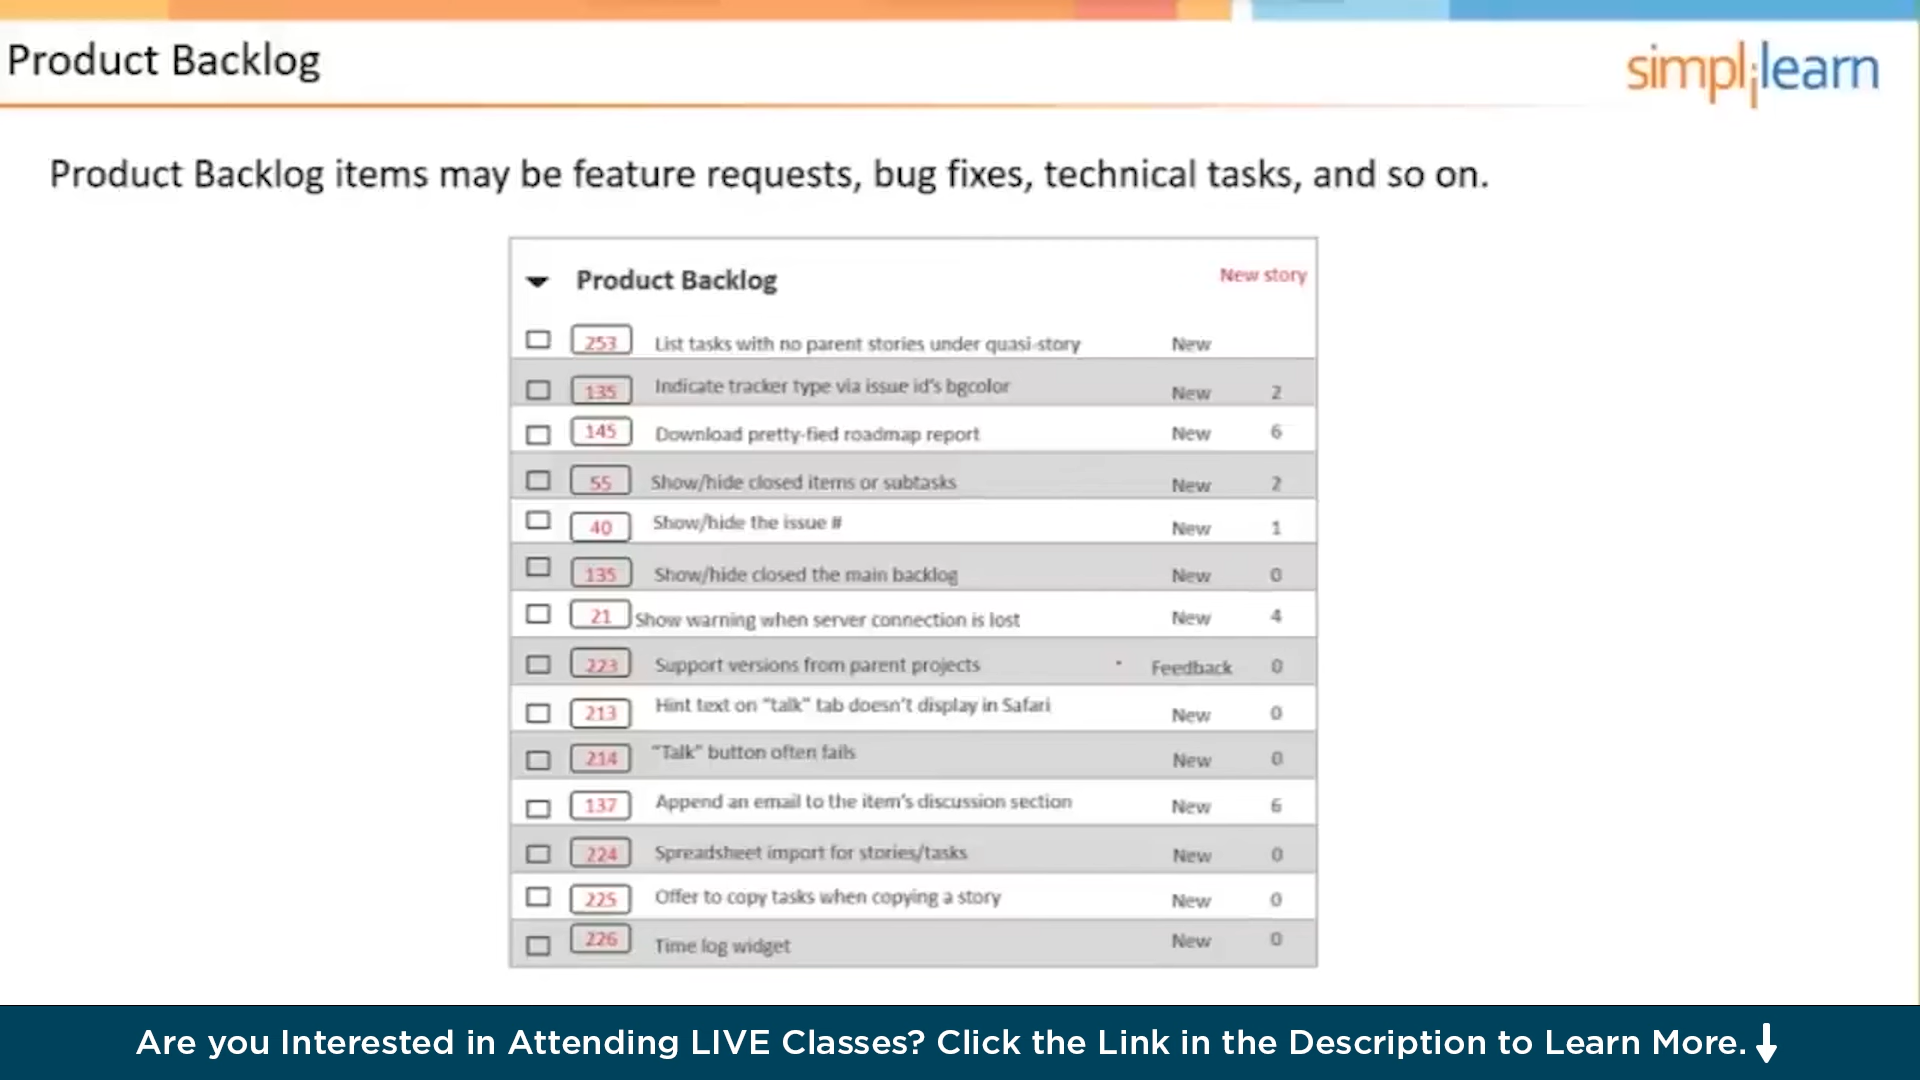 Product Backlog
simplilearn
Product Backlog items may be feature requests, bug fixes, technical tasks, and so on.
Product Backlog New story
253 List tasks with no parent stories under quasi-story New
135 Indicate tracker type via issue id's bgcolor New 2
145 Download pretty-fied roadmap report New 6
55 Show/hide closed items or subtasks New 2
40 Show/hide the issue # New 1
135 Show/hide closed the main backlog New 0
21 Show warning when server connection is lost New 4
223 Support versions from parent projects Feedback 0
213 Hint text on "talk" tab doesn't display in Safari New 0
214 "Talk" button often fails New 0
137 Append an email to the item's discussion section New 6
224 Spreadsheet import for stories/tasks New 0
225 Offer to copy tasks when copying a story New 0
226 Time log widget New 0
Are you Interested in Attending LIVE Classes? Click the Link in the Description to Learn More.